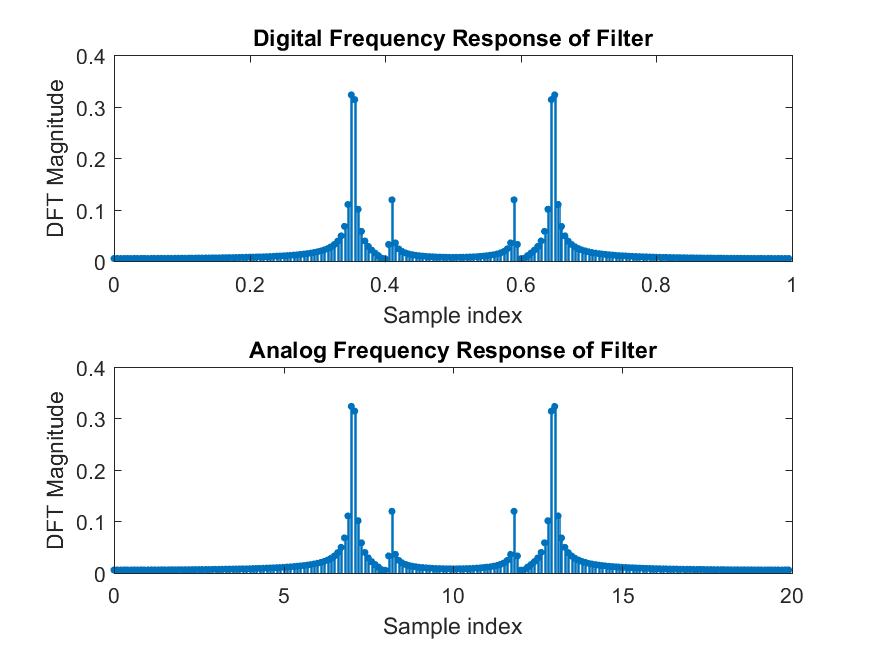 Digital Frequency Response of Filter
0.4
0.3
0.2
0.1
0
DFT Magnitude
0 0.2 0.4 0.6 0.8 1
Sample index
Analog Frequency Response of Filter
0.4
0.3
0.2
0.1
0
DFT Magnitude
0 5 10 15 20
Sample index